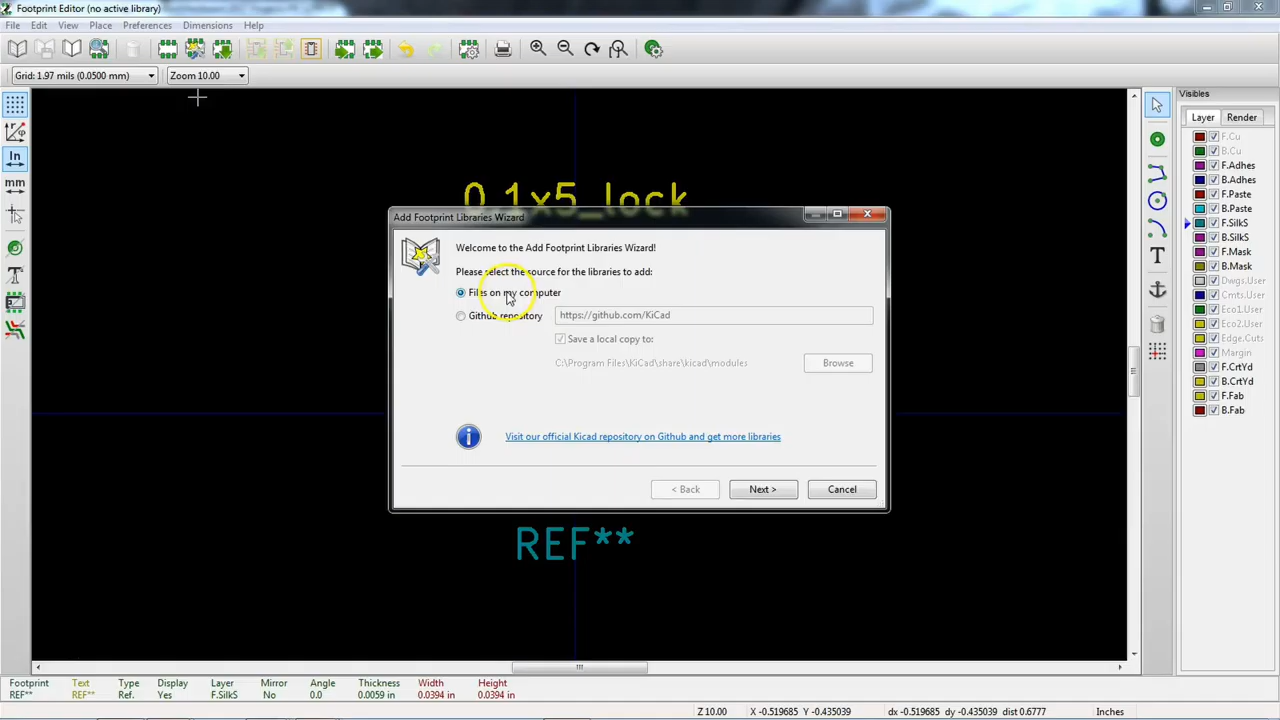 Footprint Editor (no active library)
File Edit View Place Preferences Dimensions Help
Grid: 1.97 mils (0.0500 mm) Zoom 10.00
In
mm
Visibles
Layer Render
F.Cu
B.Cu
F.Adhes
B.Adhes
F.Paste
B.Paste
F.SilkS
B.SilkS
F.Mask
B.Mask
Dwgs.User
Cmts.User
Eco1.User
Eco2.User
Edge.Cuts
Margin
F.CrtYd
B.CrtYd
F.Fab
B.Fab
0.1x5_lock
Add Footprint Libraries Wizard
Welcome to the Add Footprint Libraries Wizard!
Please select the source for the libraries to add:
Files on my computer
Github repository https://github.com/KiCad
Save a local copy to:
C:\Program Files\KiCad\share\kicad\modules Browse
Visit our official Kicad repository on Github and get more libraries
< Back Next > Cancel
REF**
Footprint Text Type Display Layer Mirror Angle Thickness Width Height
REF** REF** Ref. Yes F.SilkS No 0.0 0.0059 in 0.0394 in 0.0394 in
Z 10.00 X -0.519685 Y -0.435039 dx -0.519685 dy -0.435039 dist 0.6777 Inches